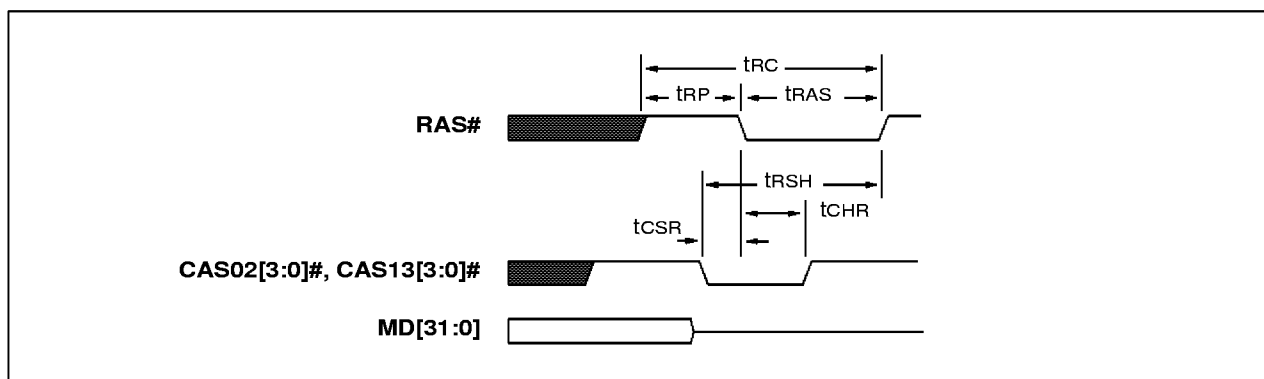 tRC
tRP
tRAS
RAS#
tRSH
tCHR
tCSR
CAS02[3:0]#, CAS13[3:0]#
MD[31:0]